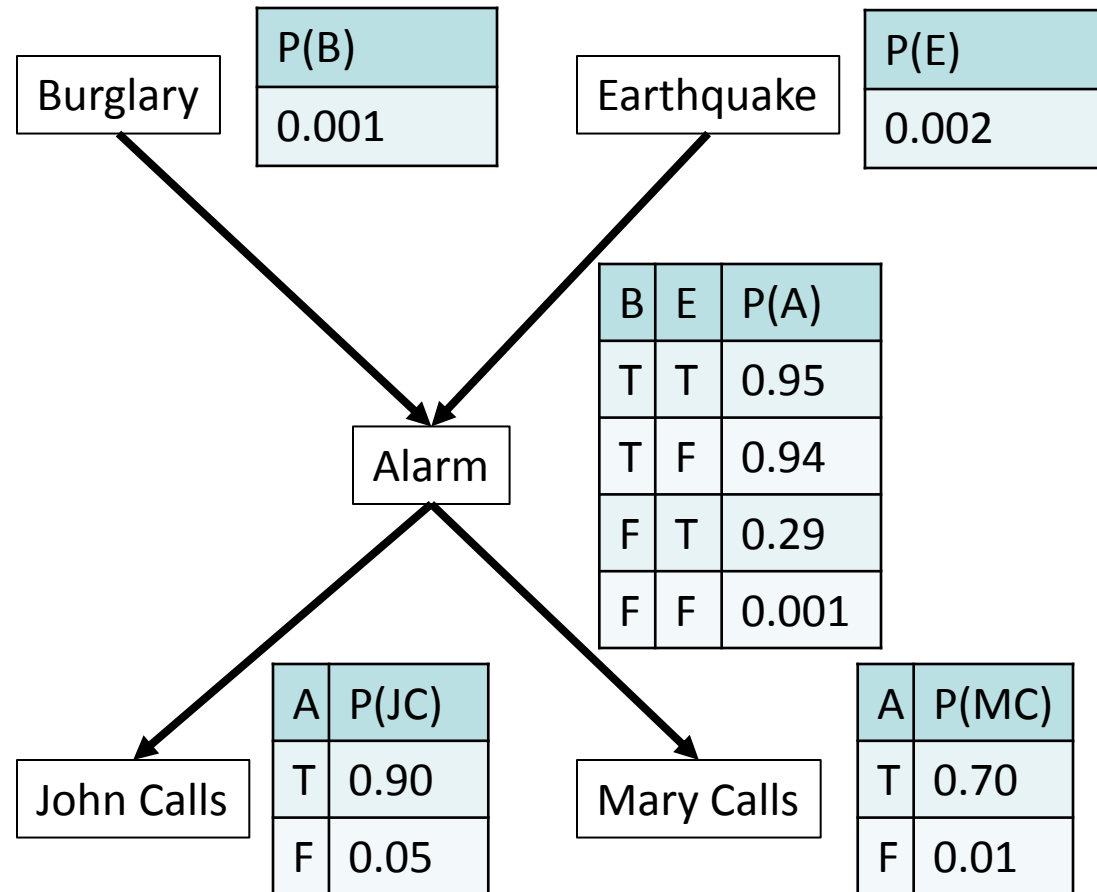 Burglary
P(B)
0.001
Earthquake
P(E)
0.002
B E P(A)
T T 0.95
T F 0.94
F T 0.29
F F 0.001
Alarm
John Calls
A P(JC)
T 0.90
F 0.05
Mary Calls
A P(MC)
T 0.70
F 0.01